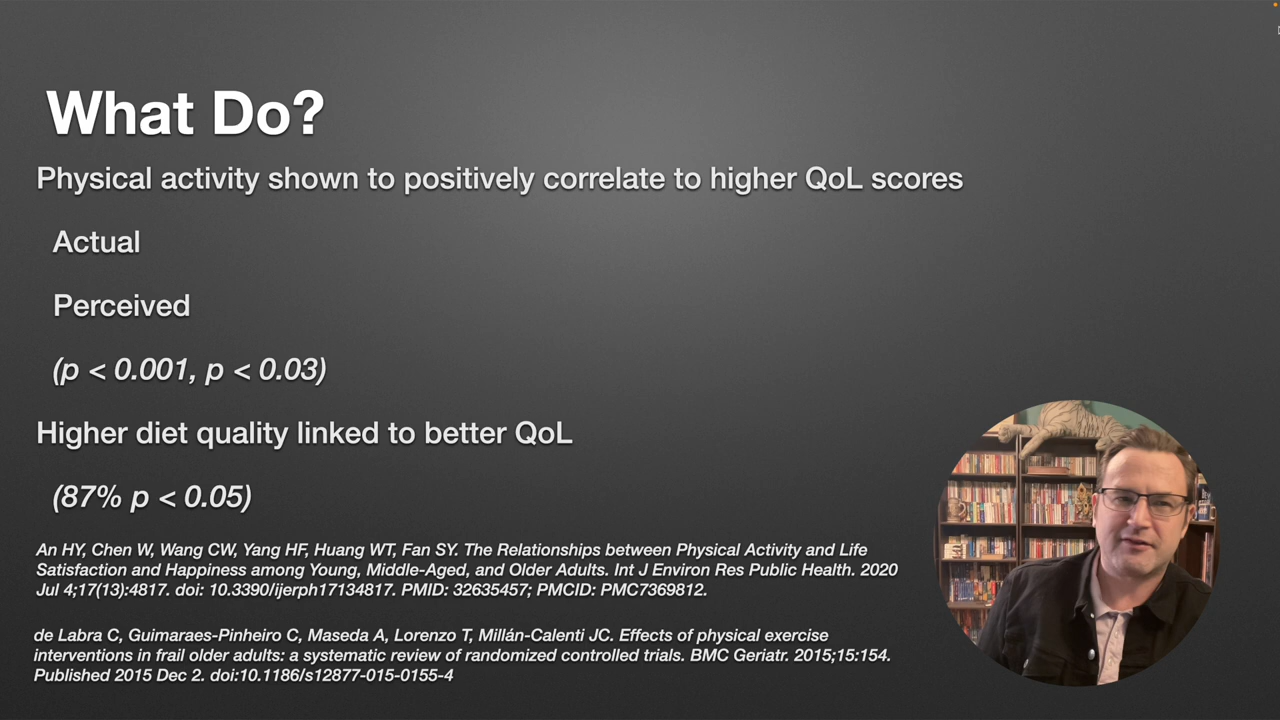 What Do?
Physical activity shown to positively correlate to higher QoL scores
Actual
Perceived
(p < 0.001, p < 0.03)
Higher diet quality linked to better QoL
(87% p < 0.05)
An HY, Chen W, Wang CW, Yang HF, Huang WT, Fan SY. The Relationships between Physical Activity and Life
Satisfaction and Happiness among Young, Middle-Aged, and Older Adults. Int J Environ Res Public Health. 2020
Jul 4;17(13):4817. doi: 10.3390/ijerph17134817. PMID: 32635457; PMCID: PMC7369812.
de Labra C, Guimaraes-Pinheiro C, Maseda A, Lorenzo T, Millán-Calenti JC. Effects of physical exercise
interventions in frail older adults: a systematic review of randomized controlled trials. BMC Geriatr. 2015;15:154.
Published 2015 Dec 2. doi:10.1186/s12877-015-0155-4